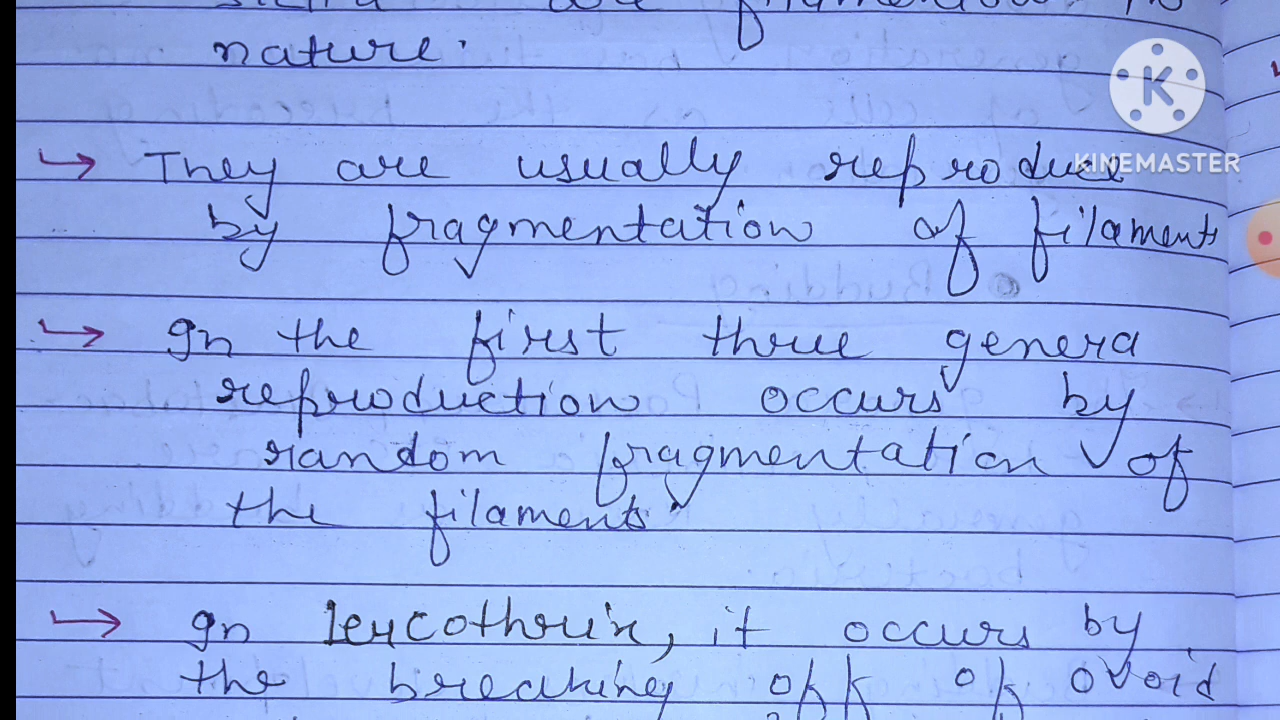 nature.
→ They are usually reproduce
by fragmentation of filaments
→ In the first three genera
reproduction occurs by
random fragmentation of
the filaments
→ In leucothrix, it occurs by
the breaking off of ovoid
K
KINEMASTER